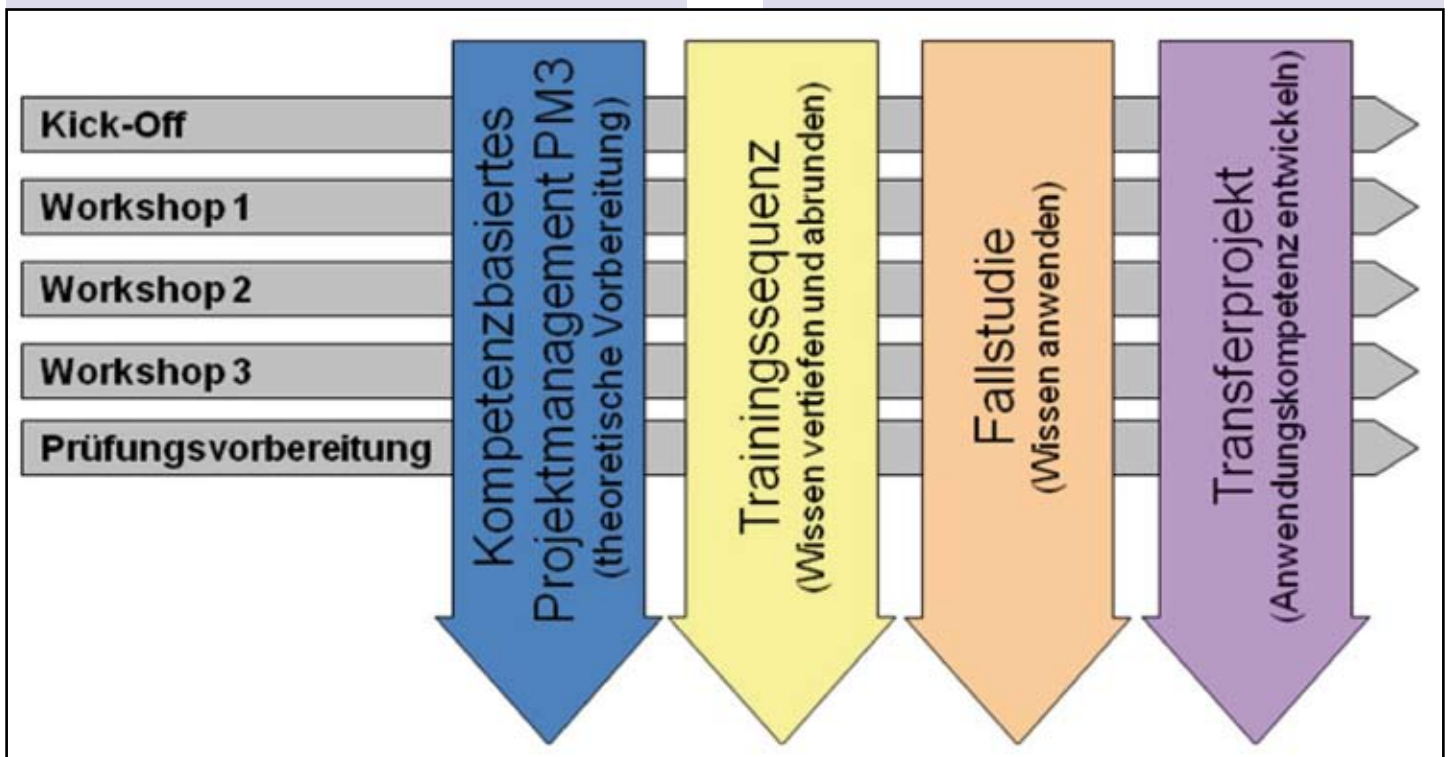 Kick-Off
Workshop 1
Workshop 2
Workshop 3
Prüfungsvorbereitung
Kompetenzbasiertes
Projektmanagement PM3
(theoretische Vorbereitung)
Trainingssequenz
(Wissen vertiefen und abrunden)
Fallstudie
(Wissen anwenden)
Transferprojekt
(Anwendungskompetenz entwickeln)